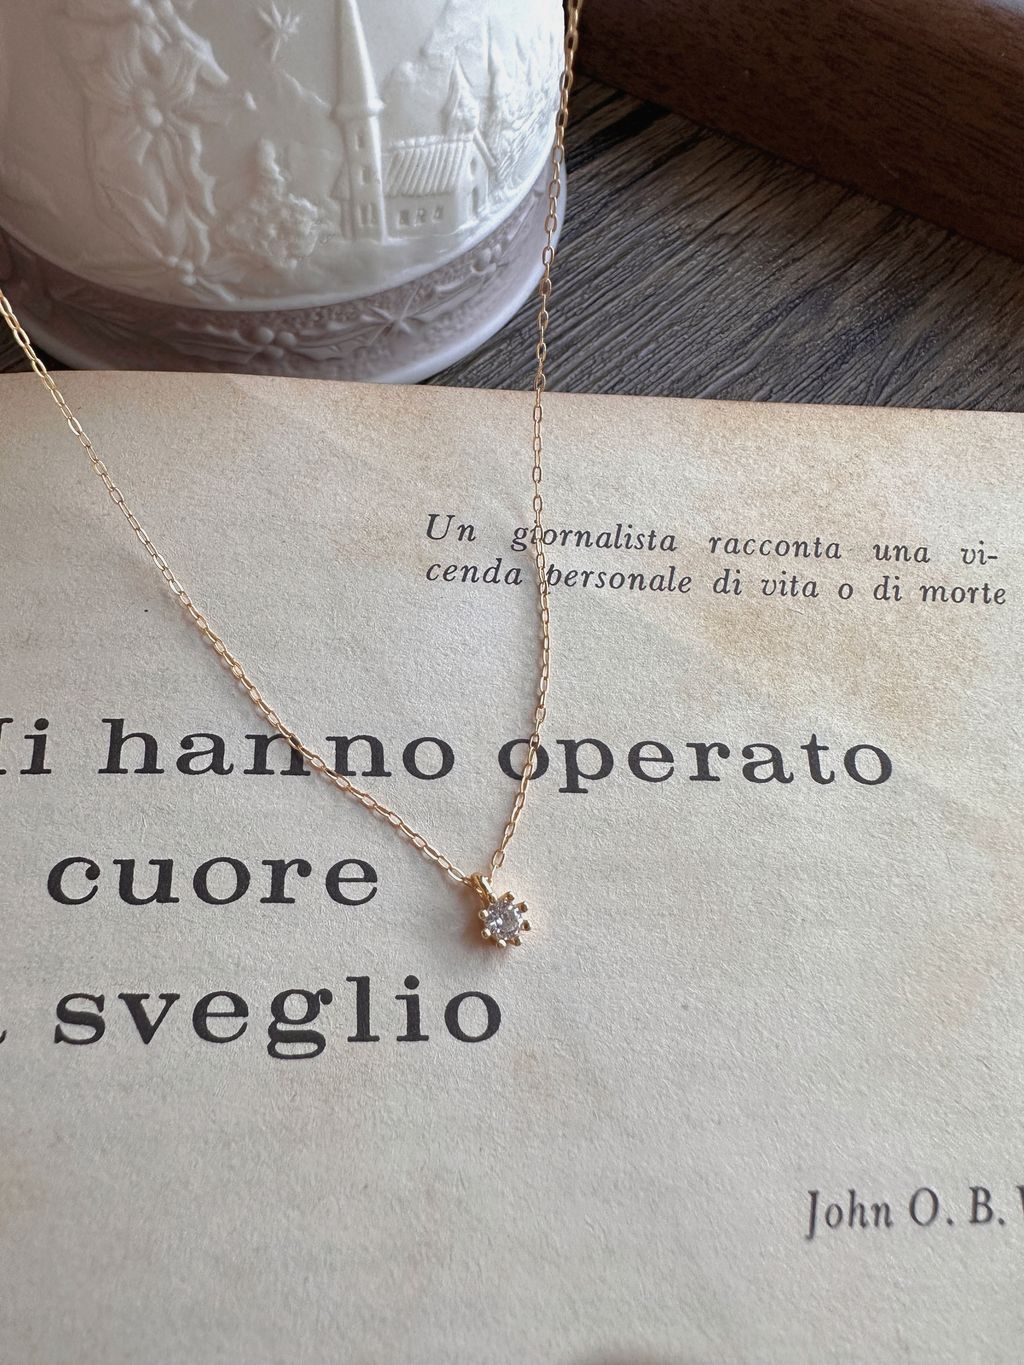 Un giornalista racconta una vi-
cenda personale di vita o di morte
hanno operato
cuore
sveglio
John O. B.